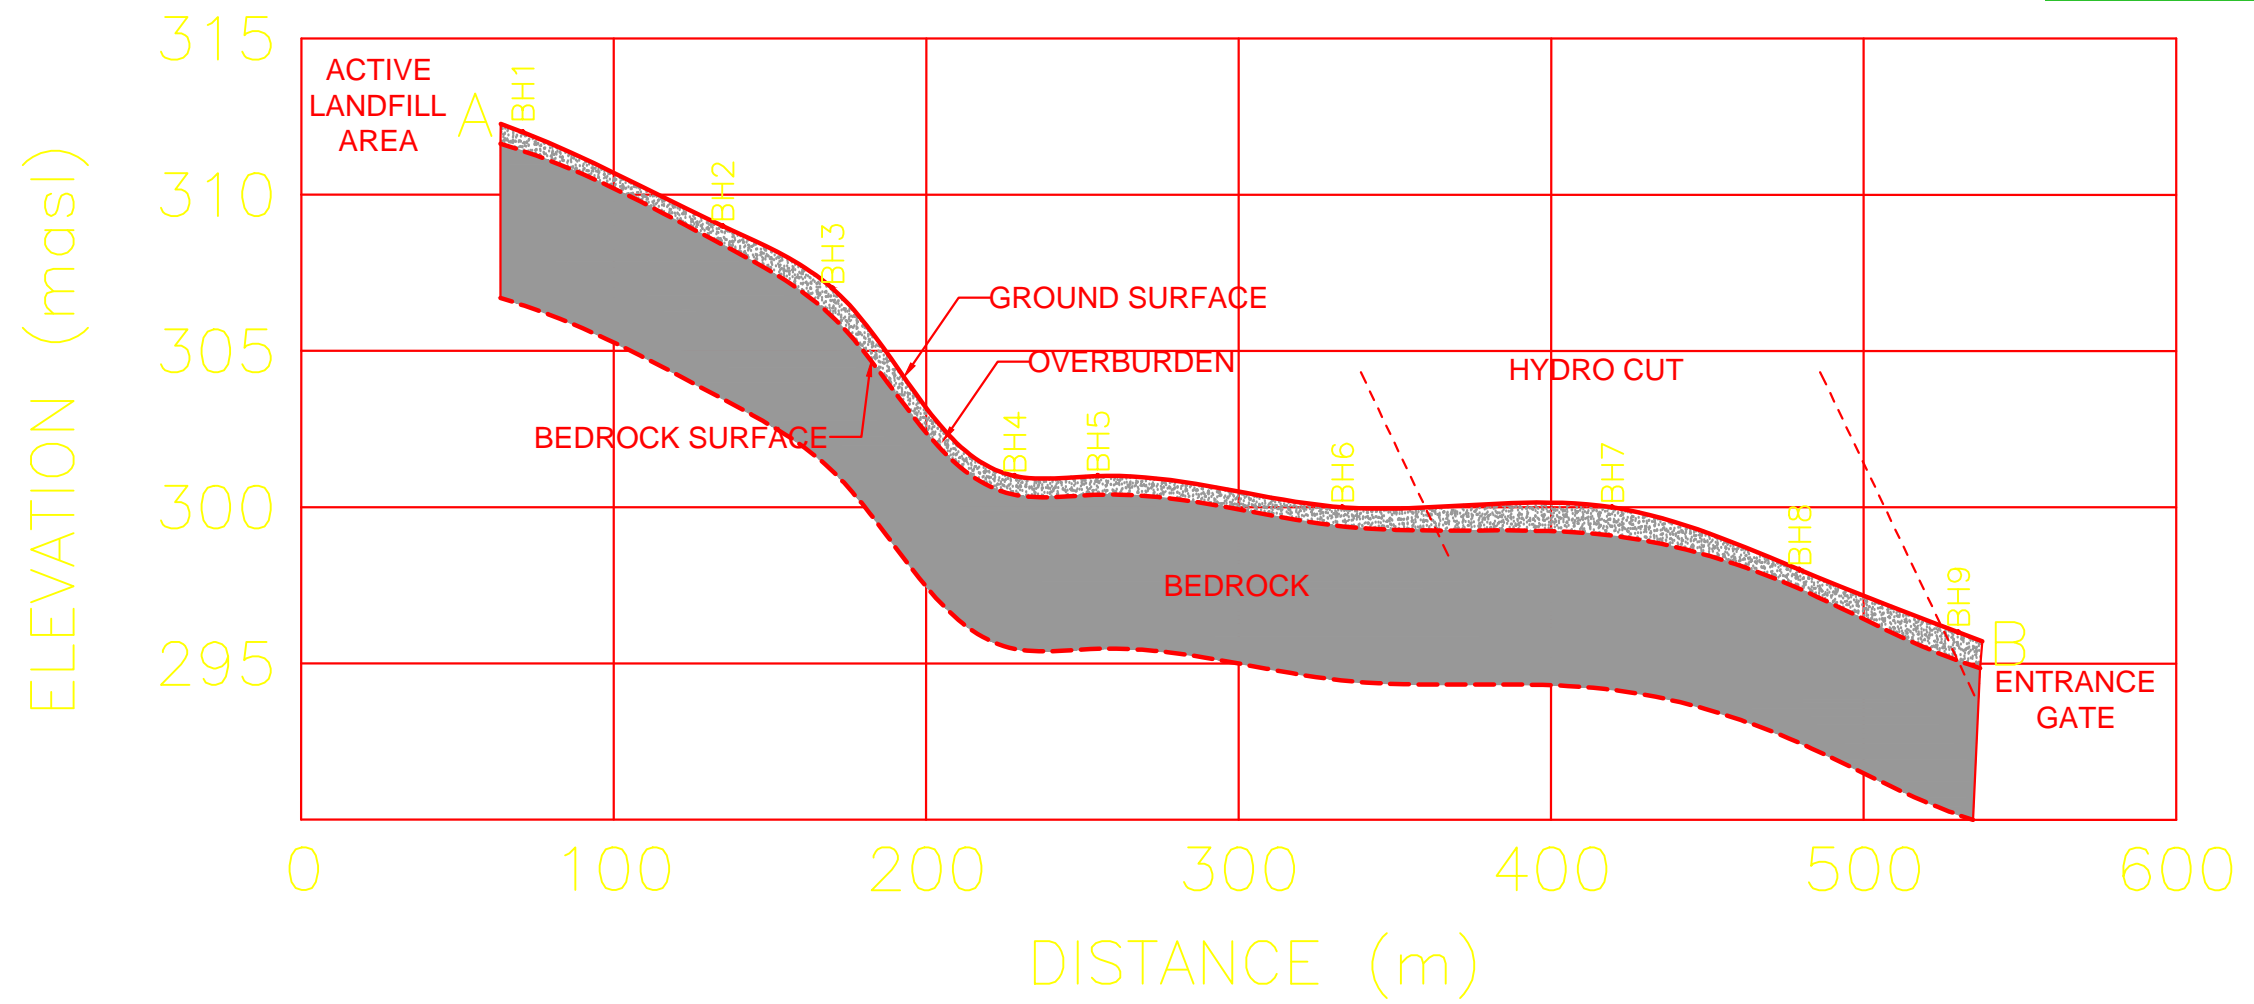 315
310
305
300
295
ELEVATION (masl)
ACTIVE
LANDFILL
AREA
A
BH1
BH2
BH3
GROUND SURFACE
OVERBURDEN
BEDROCK SURFACE
BH4
BH5
BH6
HYDRO CUT
BH7
BH8
BH9
BEDROCK
B
ENTRANCE
GATE
0 100 200 300 400 500 600
DISTANCE (m)